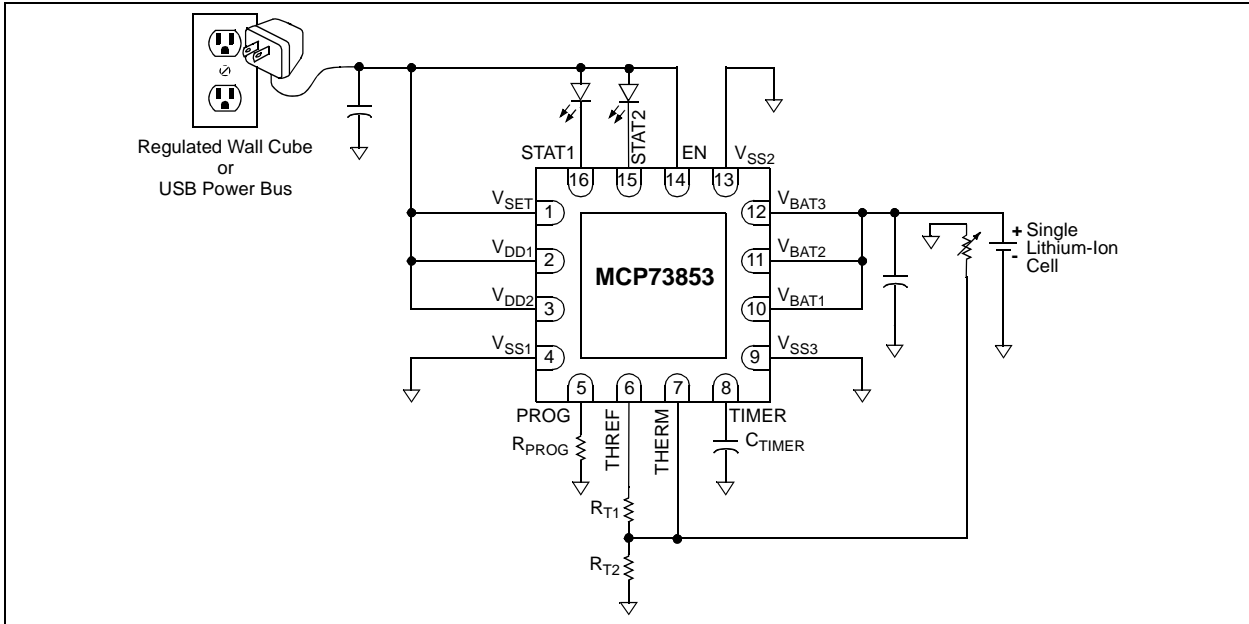 Regulated Wall Cube
or
USB Power Bus
STAT1
STAT2
EN
VSS2
16
15
14
13
VSET
1
VDD1
2
VDD2
3
VSS1
4
MCP73853
12
VBAT3
11
VBAT2
10
VBAT1
9
VSS3
+ Single
- Lithium-Ion
Cell
5
6
7
8
PROG
THREF
THERM
TIMER
RPROG
CTIMER
RT1
RT2